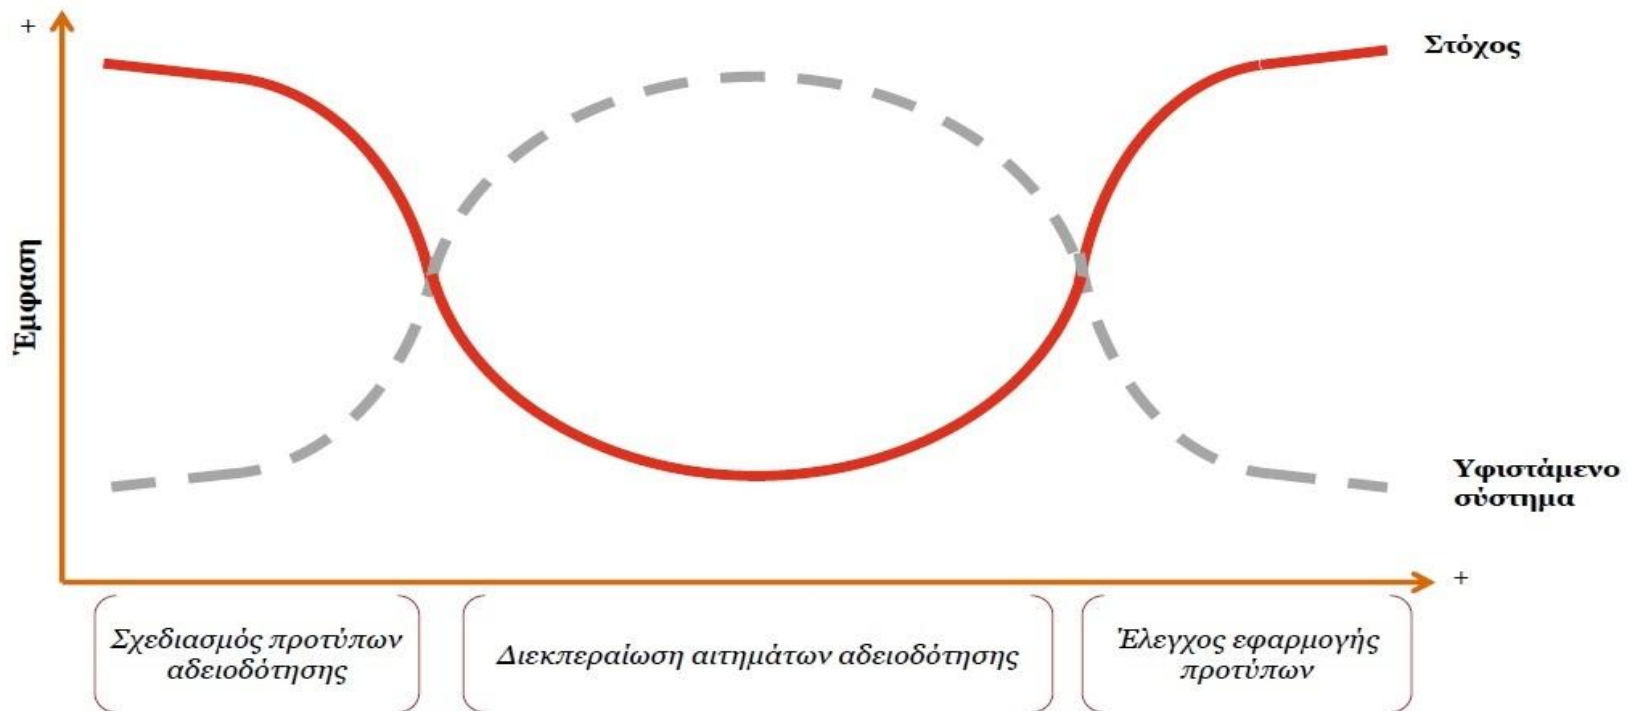 +
Στόχος
Έμφαση
Υφιστάμενο
σύστημα
+
Σχεδιασμός προτύπων
αδειοδότησης
Διεκπεραίωση αιτημάτων αδειοδότησης
Έλεγχος εφαρμογής
προτύπων